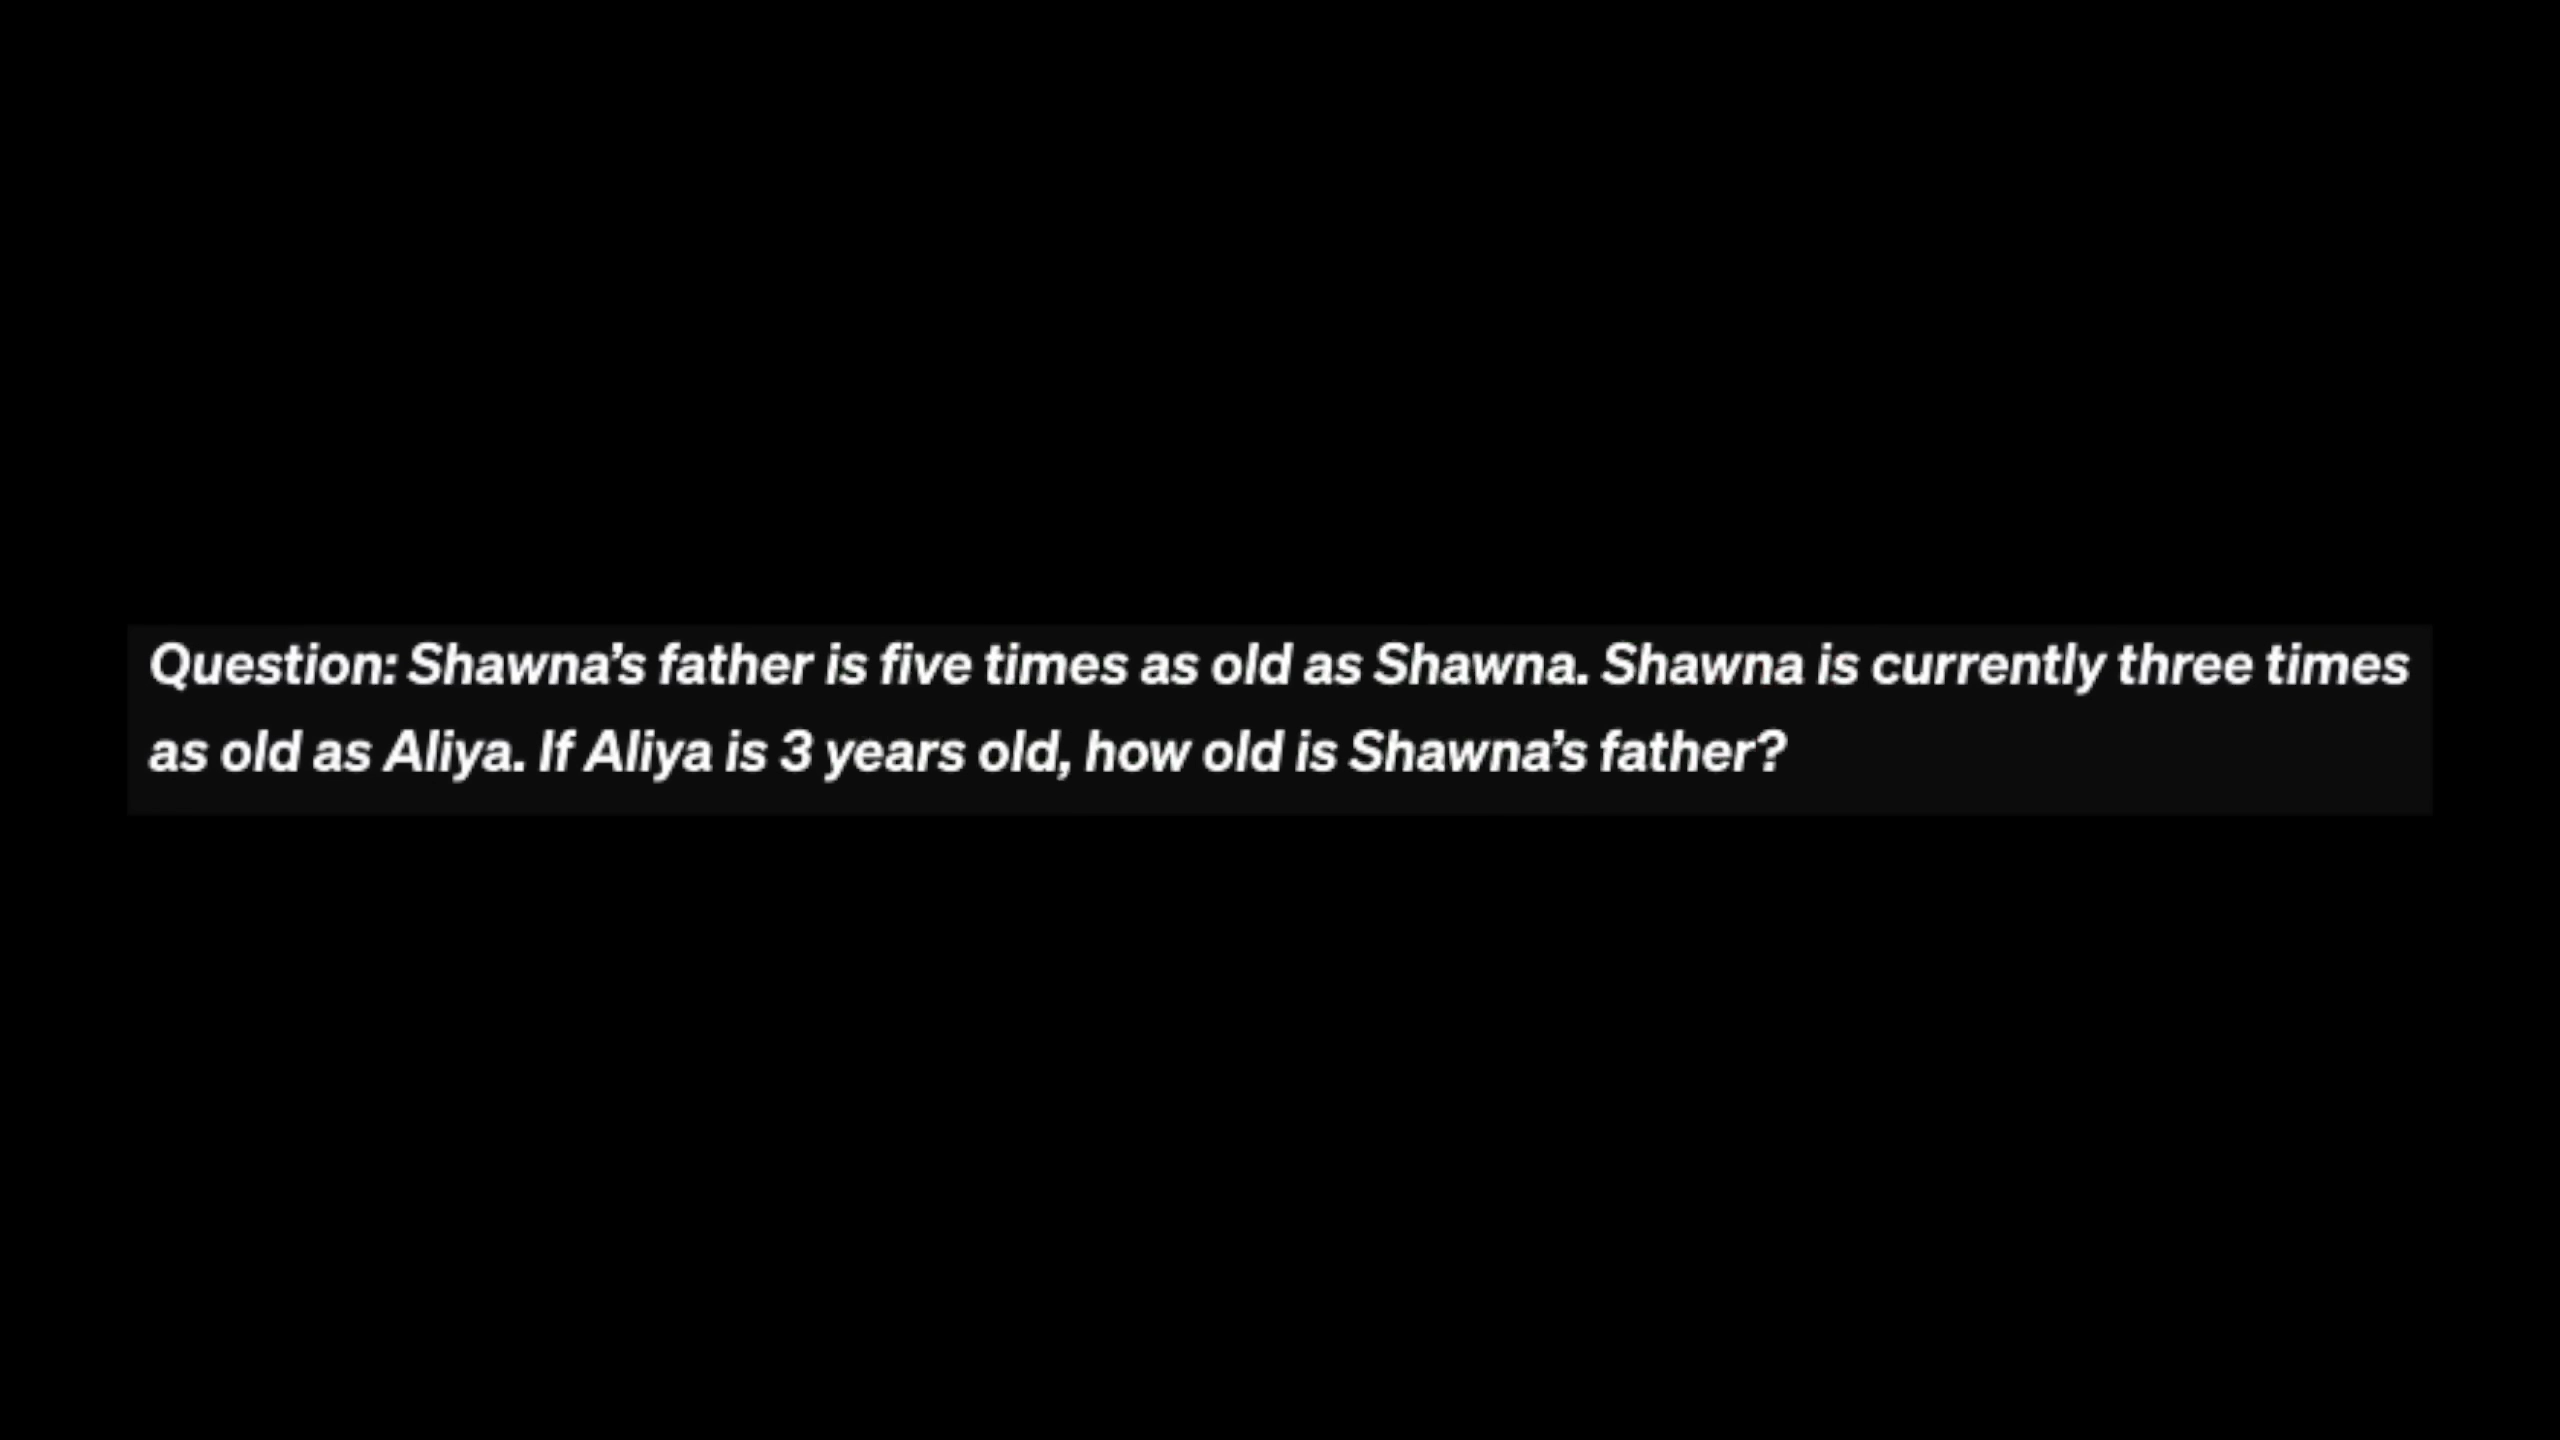 Question: Shawna’s father is five times as old as Shawna. Shawna is currently three times
as old as Aliya. If Aliya is 3 years old, how old is Shawna’s father?